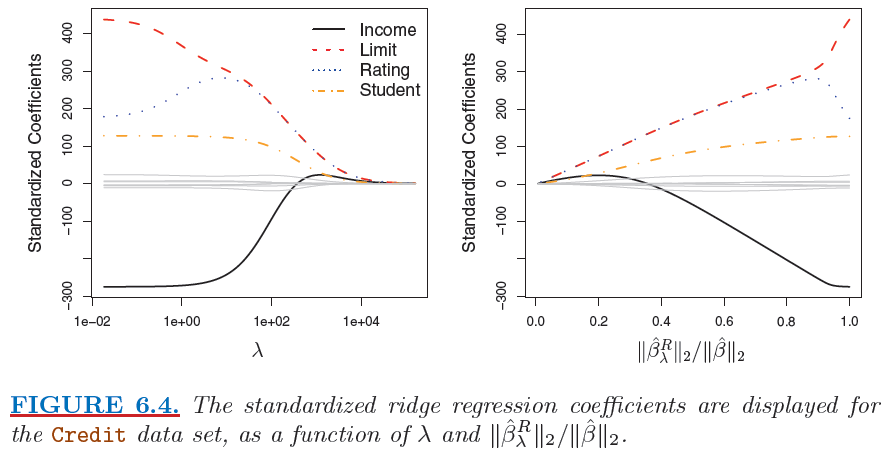 Standardized Coefficients
400
300
200
100
0
−100
−300
1e−02 1e+00 1e+02 1e+04
λ
Income
Limit
Rating
Student
Standardized Coefficients
400
300
200
100
0
−100
−300
0.0 0.2 0.4 0.6 0.8 1.0
‖β̂λᴿ‖₂/‖β̂‖₂
FIGURE 6.4. The standardized ridge regression coefficients are displayed for
the Credit data set, as a function of λ and ‖β̂λᴿ‖₂/‖β̂‖₂.